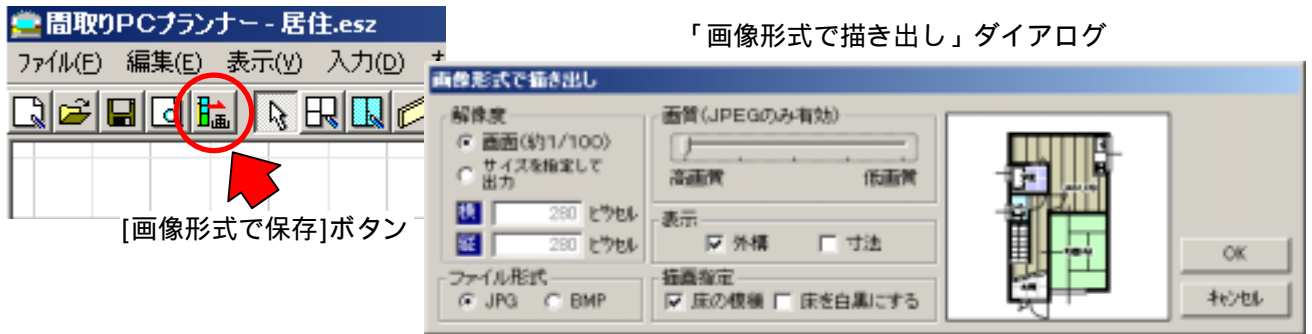 間取りPCプランナー - 居住.esz
ファイル(F) 編集(E) 表示(V) 入力(D)
[画像形式で保存]ボタン
「画像形式で描き出し」ダイアログ
画像形式で描き出し
解像度
画面(約1/100)
サイズを指定して
出力
横 280 ピクセル
縦 280 ピクセル
ファイル形式
JPG BMP
画質(JPEGのみ有効)
高画質 低画質
表示
外構 寸法
描画指定
床の模様 床を白黒にする
OK
キャンセル